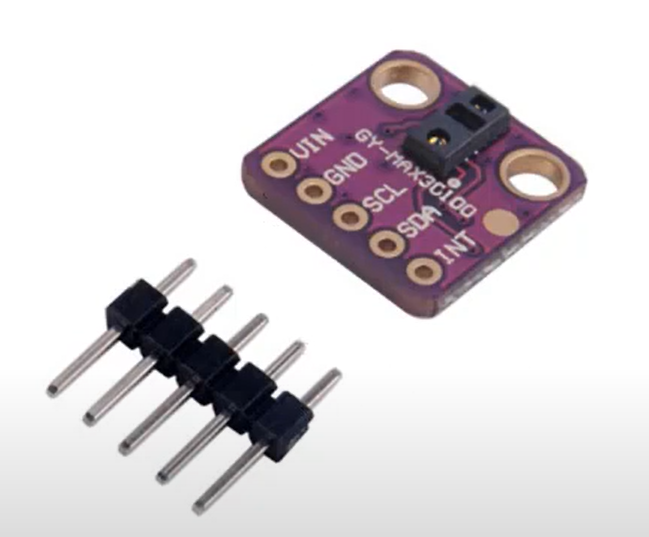 VIN
GND
SCL
SDA
INT
GY-MAX30100